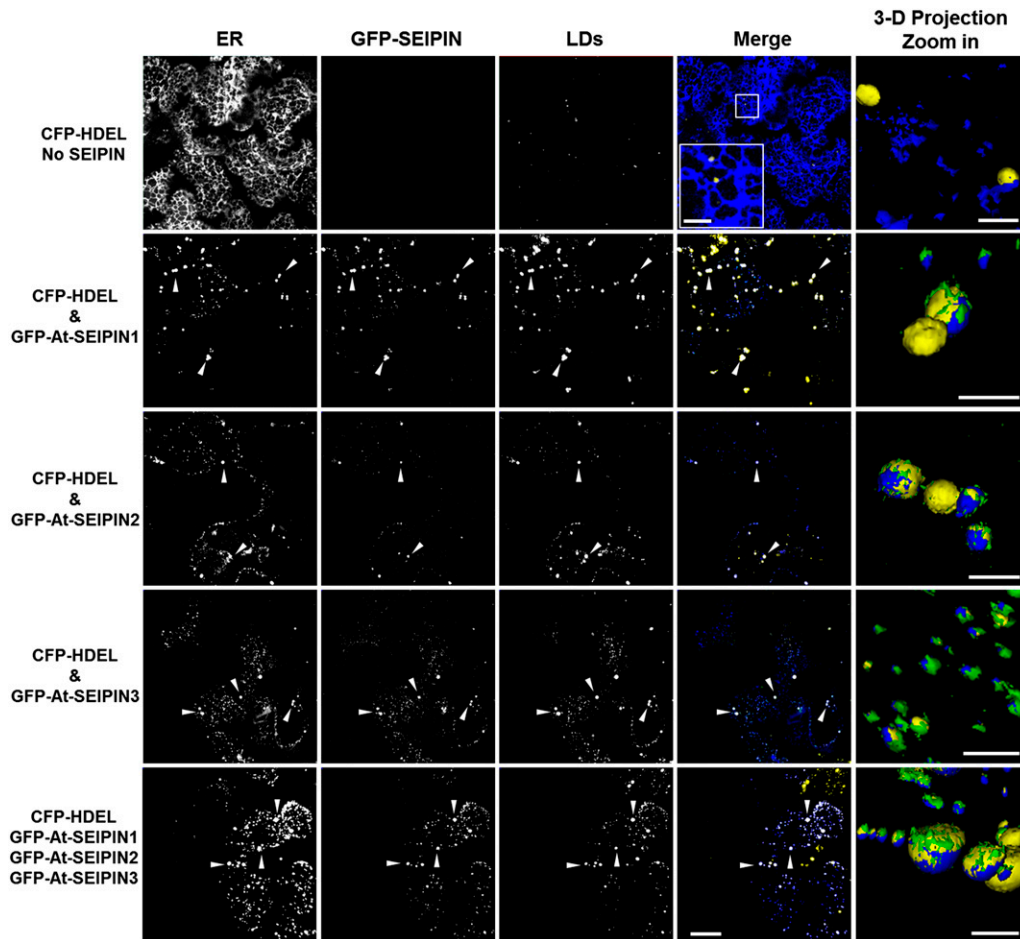 3-D Projection
Zoom in
ER
GFP-SEIPIN
LDs
Merge
CFP-HDEL
No SEIPIN
CFP-HDEL
&
GFP-At-SEIPIN1
CFP-HDEL
&
GFP-At-SEIPIN2
CFP-HDEL
&
GFP-At-SEIPIN3
CFP-HDEL
GFP-At-SEIPIN1
GFP-At-SEIPIN2
GFP-At-SEIPIN3